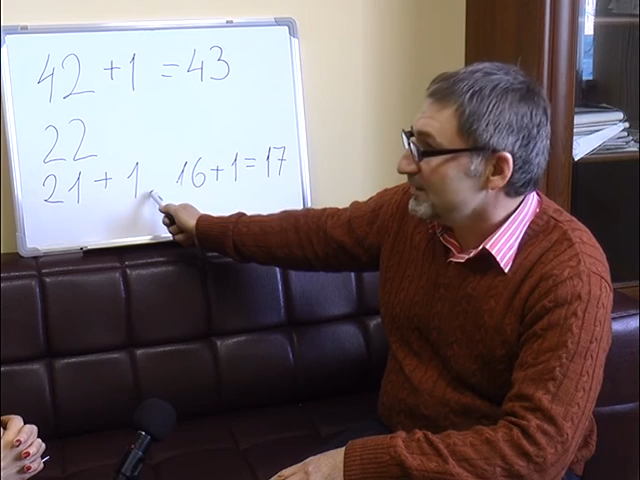 42 +1 = 43
22
21 + 1 16+1=17